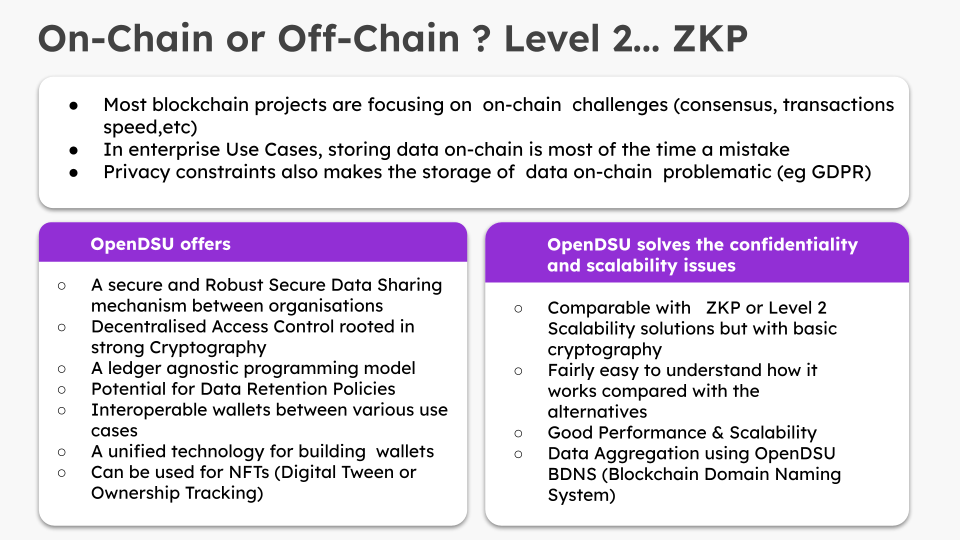 On-Chain or Off-Chain ? Level 2... ZKP
● Most blockchain projects are focusing on on-chain challenges (consensus, transactions
speed,etc)
● In enterprise Use Cases, storing data on-chain is most of the time a mistake
● Privacy constraints also makes the storage of data on-chain problematic (eg GDPR)
OpenDSU offers
○ A secure and Robust Secure Data Sharing
mechanism between organisations
○ Decentralised Access Control rooted in
strong Cryptography
○ A ledger agnostic programming model
○ Potential for Data Retention Policies
○ Interoperable wallets between various use
cases
○ A unified technology for building wallets
○ Can be used for NFTs (Digital Tween or
Ownership Tracking)
OpenDSU solves the confidentiality
and scalability issues
○ Comparable with ZKP or Level 2
Scalability solutions but with basic
cryptography
○ Fairly easy to understand how it
works compared with the
alternatives
○ Good Performance & Scalability
○ Data Aggregation using OpenDSU
BDNS (Blockchain Domain Naming
System)